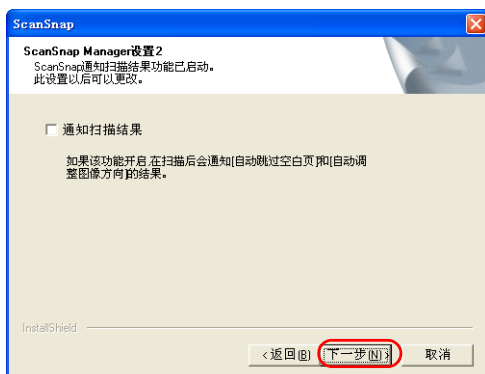 ScanSnap
ScanSnap Manager设置2
ScanSnap通知扫描结果功能已启动。
此设置以后可以更改。
通知扫描结果
如果该功能开启,在扫描后会通知[自动跳过空白页]和[自动调
整图像方向]的结果。
InstallShield
<返回(B) 下一步(N)> 取消